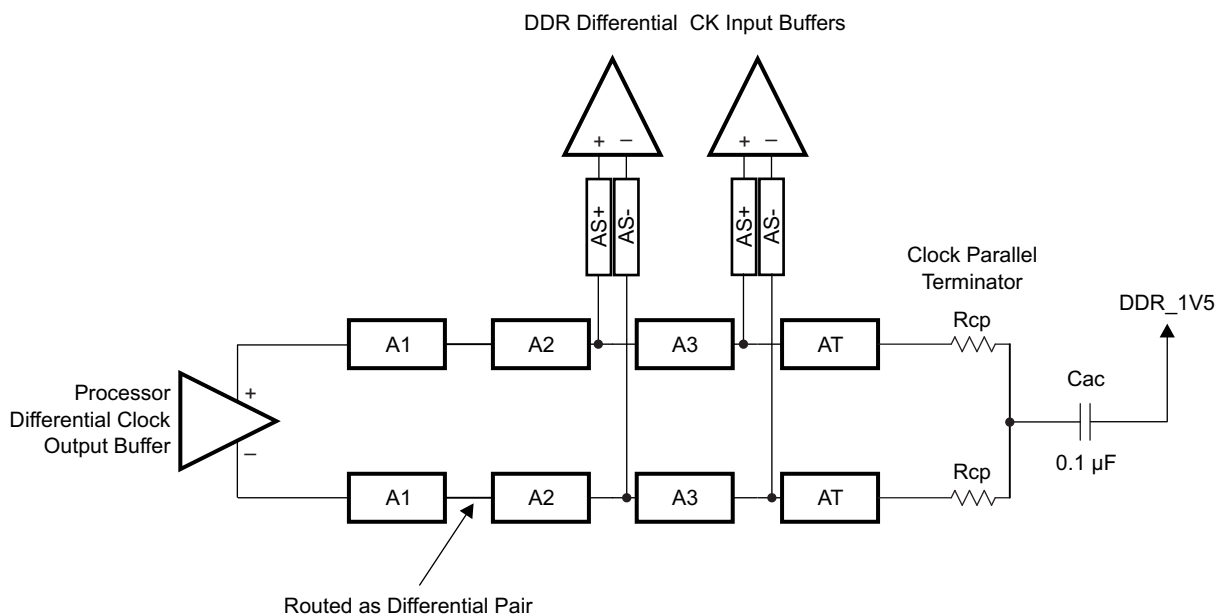 DDR Differential CK Input Buffers
+ –
+ –
AS+
AS-
AS+
AS-
Clock Parallel
Terminator
DDR_1V5
A1
A2
A3
AT
Rcp
Processor
Differential Clock
Output Buffer
+
–
Cac
0.1 µF
A1
A2
A3
AT
Rcp
Routed as Differential Pair